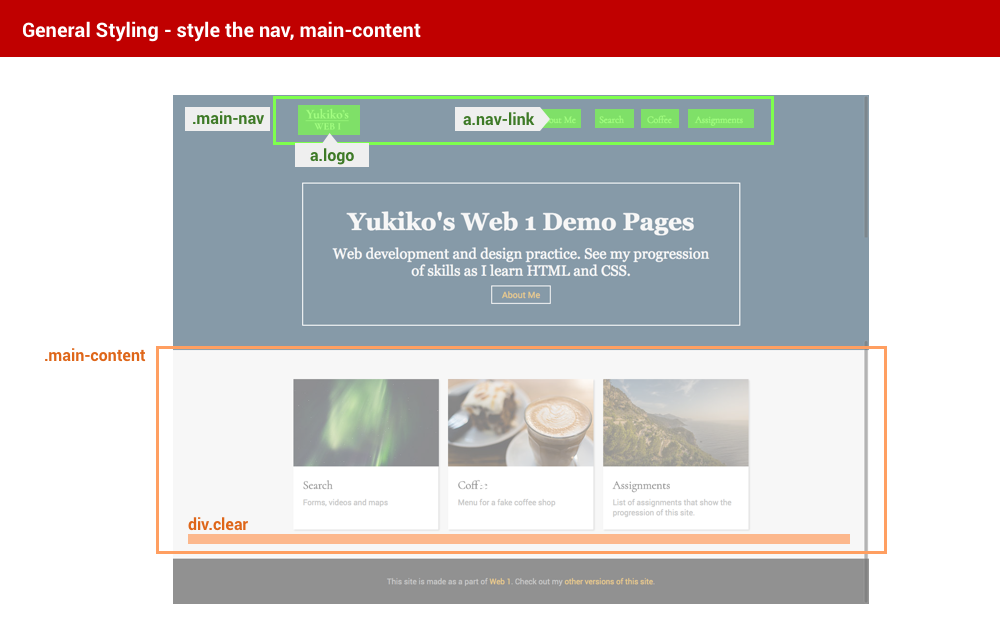 General Styling - style the nav, main-content
.main-nav
Yukiko's
WEB 1
a.nav-link
out Me
Search
Coffee
Assignments
a.logo
Yukiko's Web 1 Demo Pages
Web development and design practice. See my progression
of skills as I learn HTML and CSS.
About Me
.main-content
Search
Forms, videos and maps
Menu for a fake coffee shop
Assignments
List of assignments that show the
progression of this site.
div.clear
This site is made as a part of Web 1. Check out my other versions of this site.